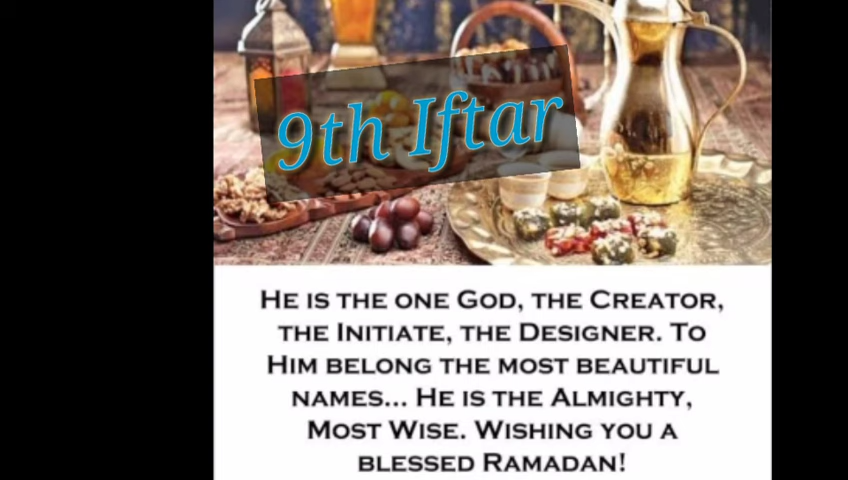 9th Iftar
He is the one God, the Creator,
the Initiate, the Designer. To
Him belong the most beautiful
names... He is the Almighty,
Most Wise. Wishing you a
blessed Ramadan!